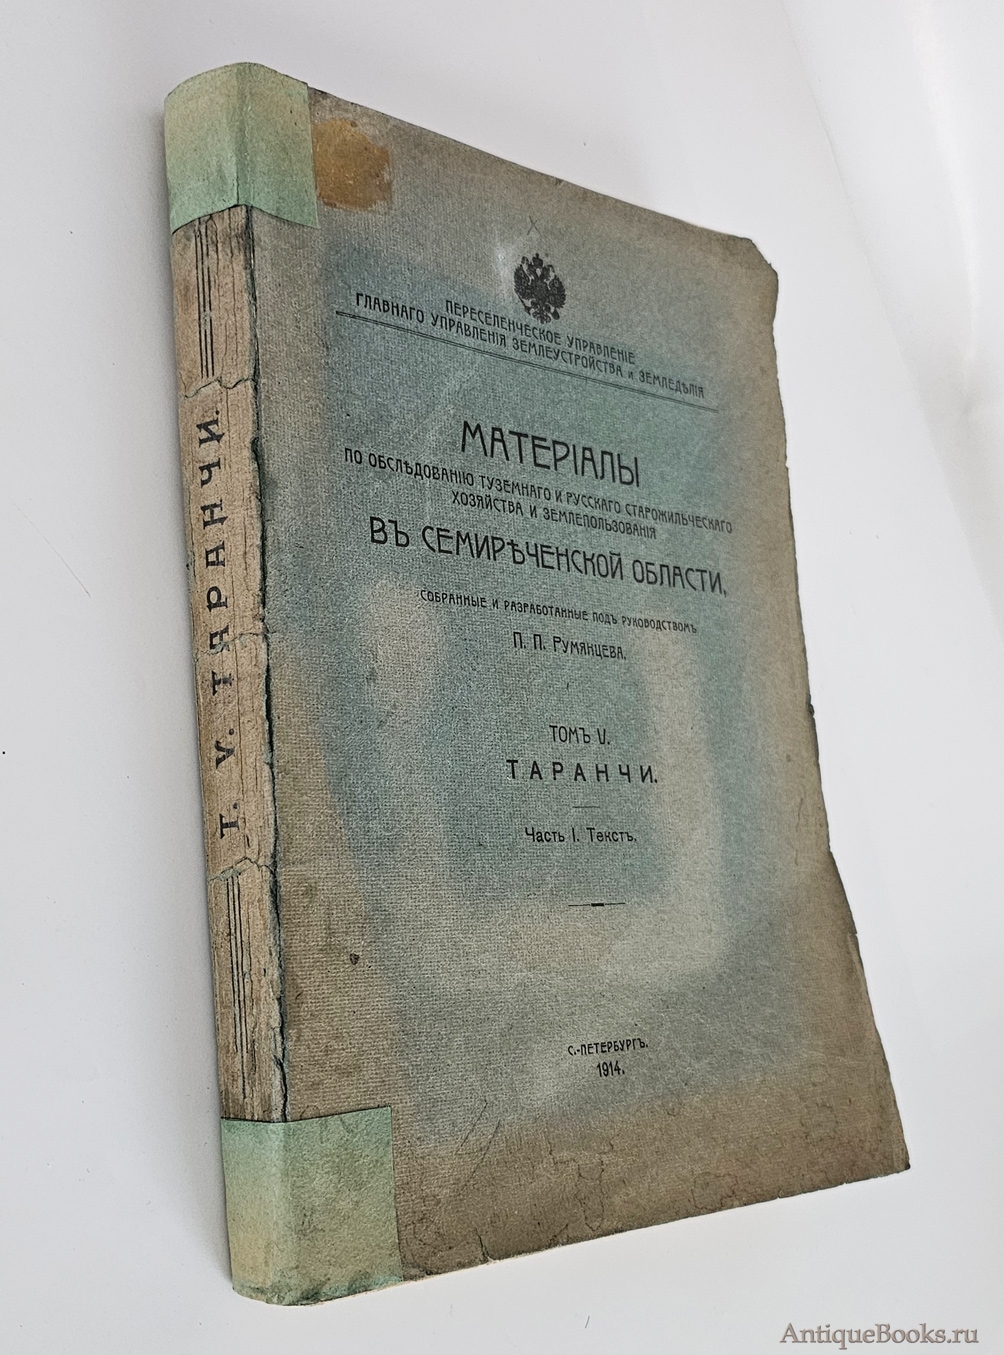 Т. V. ТАРАНЧИ.
ПЕРЕСЕЛЕНЧЕСКОЕ УПРАВЛЕНІЕ
ГЛАВНАГО УПРАВЛЕНІЯ ЗЕМЛЕУСТРОЙСТВА и ЗЕМЛЕДѢЛІЯ
МАТЕРІАЛЫ
ПО ОБСЛѢДОВАНІЮ ТУЗЕМНАГО И РУССКАГО СТАРОЖИЛЬЧЕСКАГО
ХОЗЯЙСТВА И ЗЕМЛЕПОЛЬЗОВАНІЯ
ВЪ СЕМИРѢЧЕНСКОЙ ОБЛАСТИ,
СОБРАННЫЕ И РАЗРАБОТАННЫЕ ПОДЪ РУКОВОДСТВОМЪ
П. П. РУМЯНЦЕВА.
ТОМЪ V.
ТАРАНЧИ.
Часть I. Текстъ.
С.-ПЕТЕРБУРГЪ.
1914.
AntiqueBooks.ru